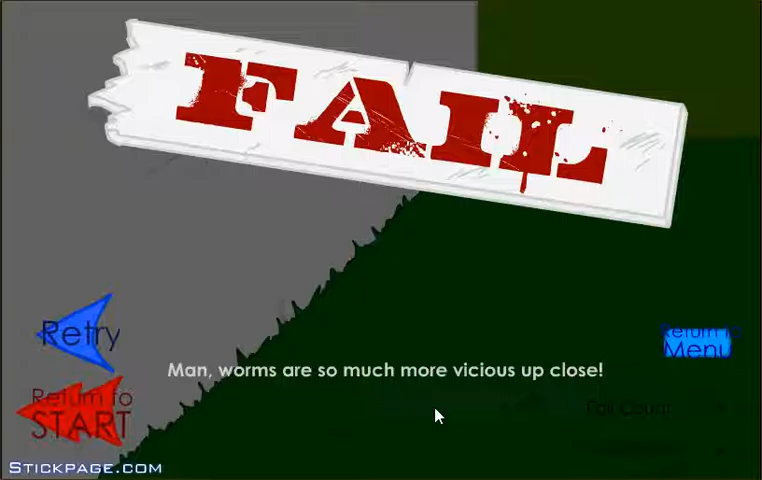 FAIL
Retry
Return to
Menu
Man, worms are so much more vicious up close!
Return to
START
Fail Count
STICKPAGE.COM